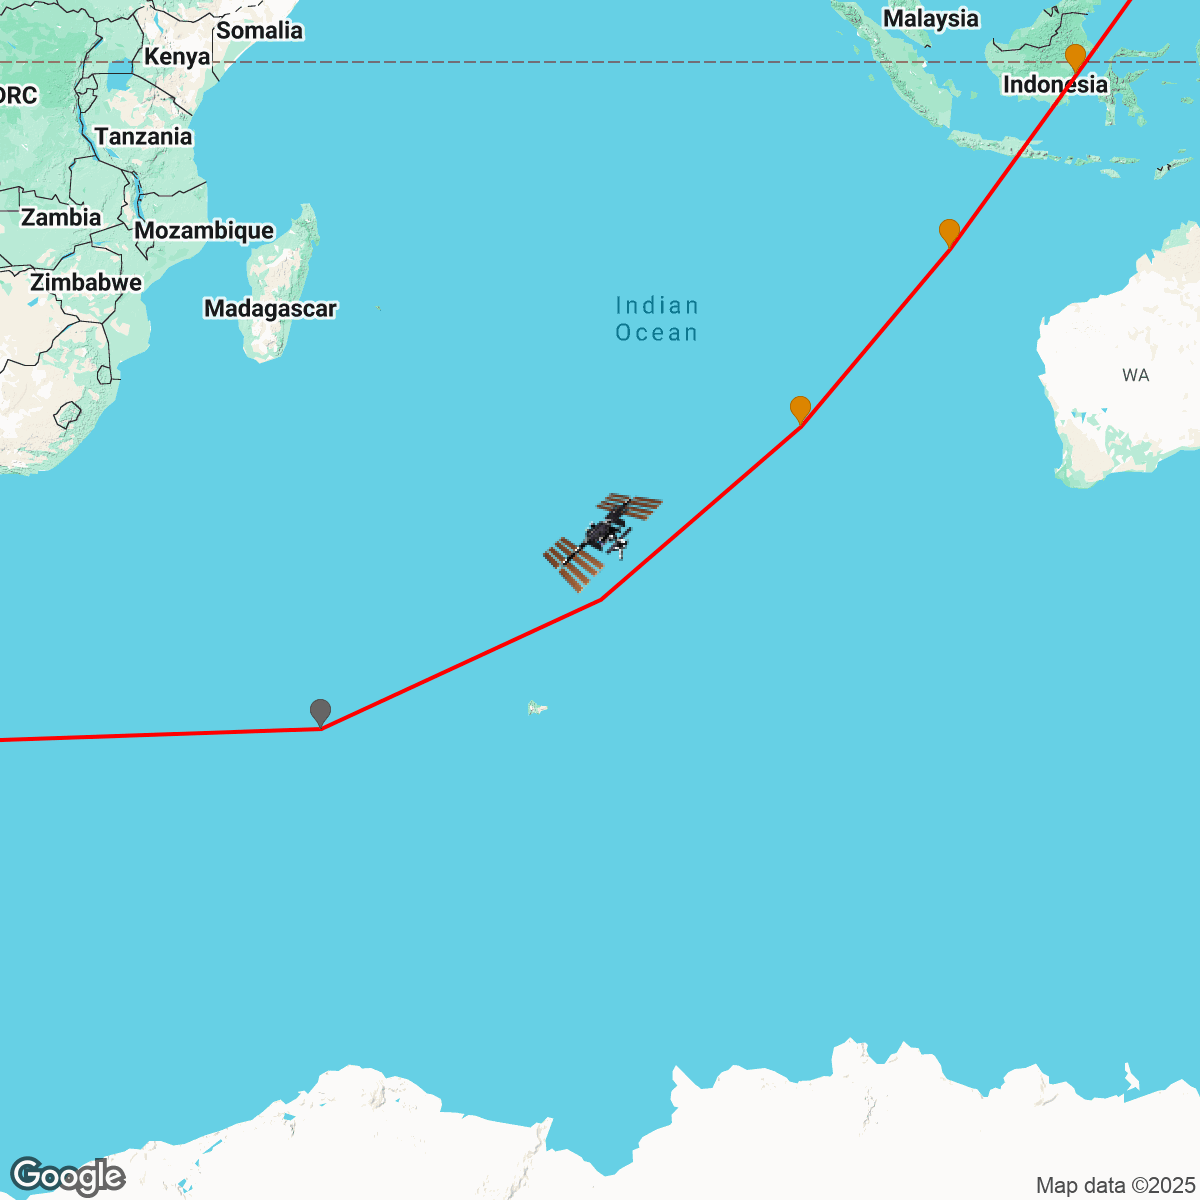 Somalia
Malaysia
Kenya
Indonesia
DRC
Tanzania
Zambia
Mozambique
Zimbabwe
Madagascar
Indian
Ocean
WA
Google
Map data ©2025